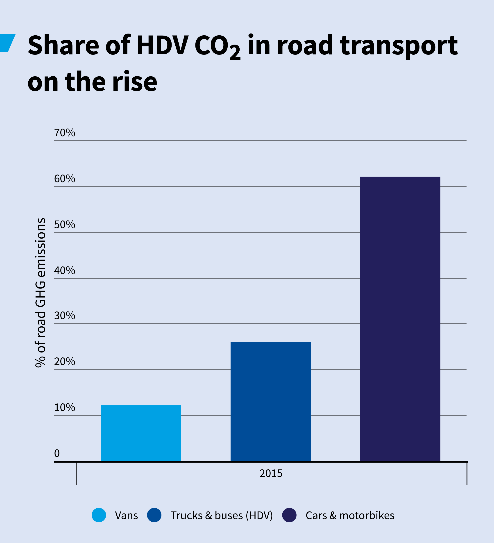 Share of HDV CO₂ in road transport
on the rise
% of road GHG emissions
70%
60%
50%
40%
30%
20%
10%
0
2015
Vans
Trucks & buses (HDV)
Cars & motorbikes